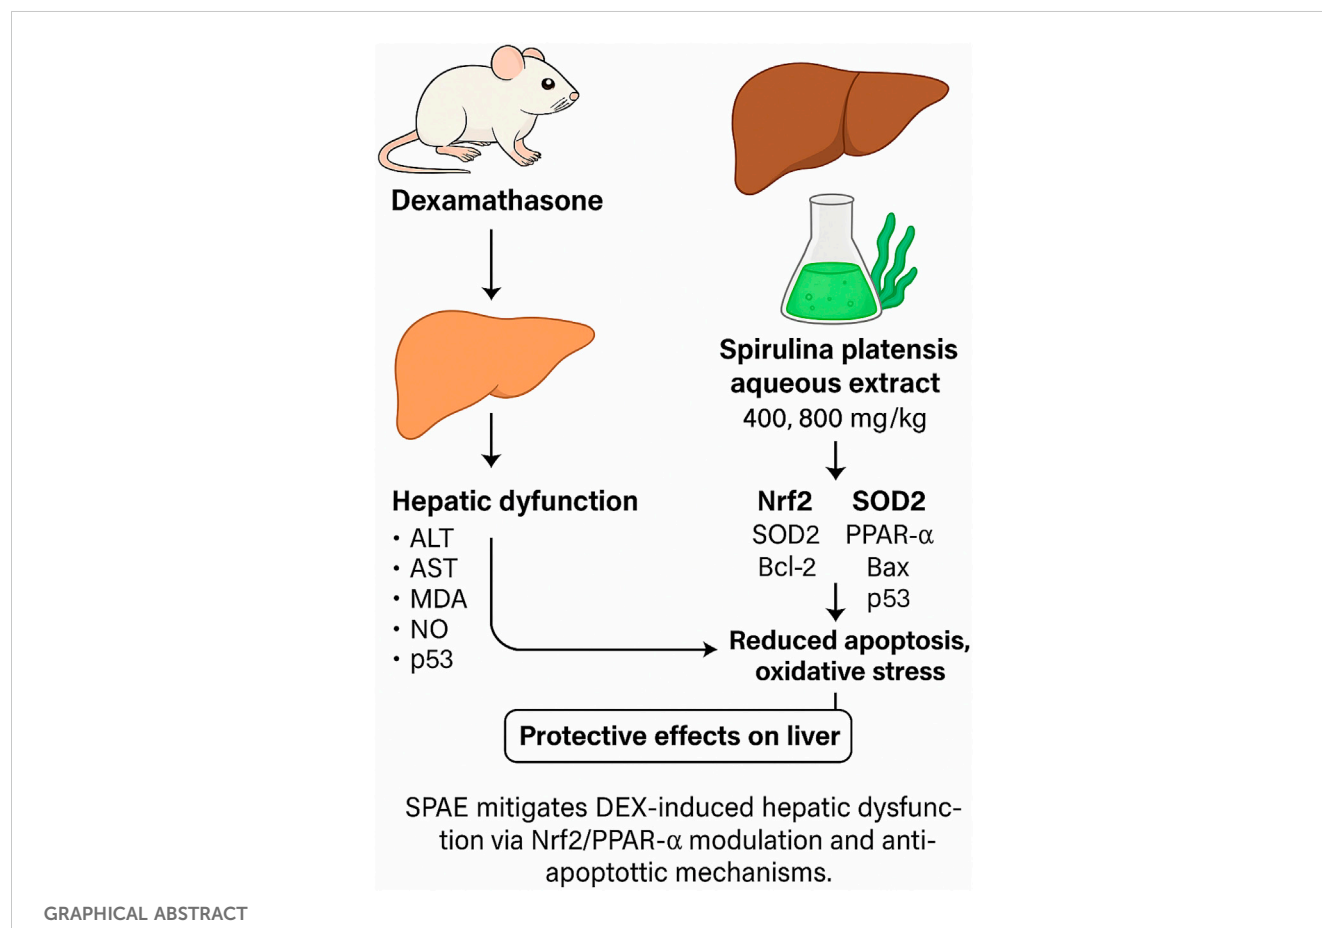 Dexamathasone
Hepatic dyfunction
• ALT
• AST
• MDA
• NO
• p53
Spirulina platensis
aqueous extract
400, 800 mg/kg
Nrf2 SOD2
SOD2 PPAR-α
Bcl-2 Bax
p53
Reduced apoptosis,
oxidative stress
Protective effects on liver
SPAE mitigates DEX-induced hepatic dysfunc-
tion via Nrf2/PPAR-α modulation and anti-
apoptottic mechanisms.
GRAPHICAL ABSTRACT